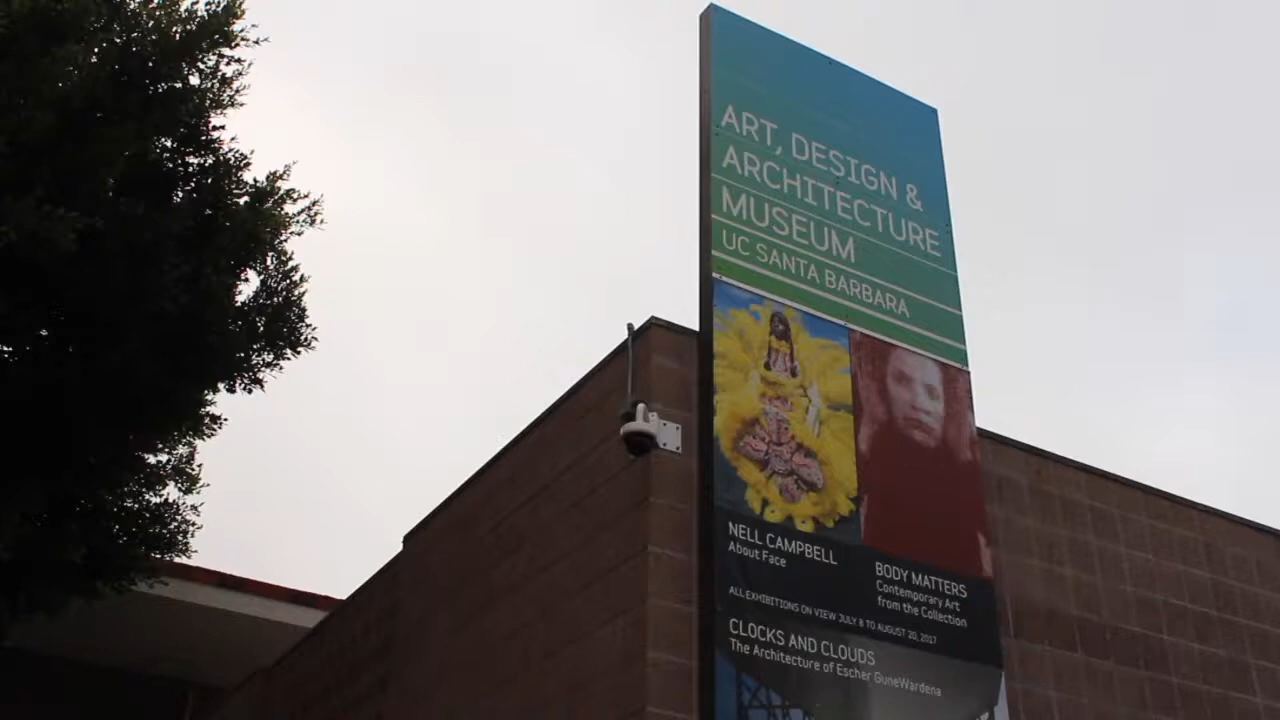 ART, DESIGN &
ARCHITECTURE
MUSEUM
UC SANTA BARBARA
NELL CAMPBELL
About Face
BODY MATTERS
Contemporary Art
from the Collection
ALL EXHIBITIONS ON VIEW JULY 8 TO AUGUST 20, 2017
CLOCKS AND CLOUDS
The Architecture of Escher GuneWardena